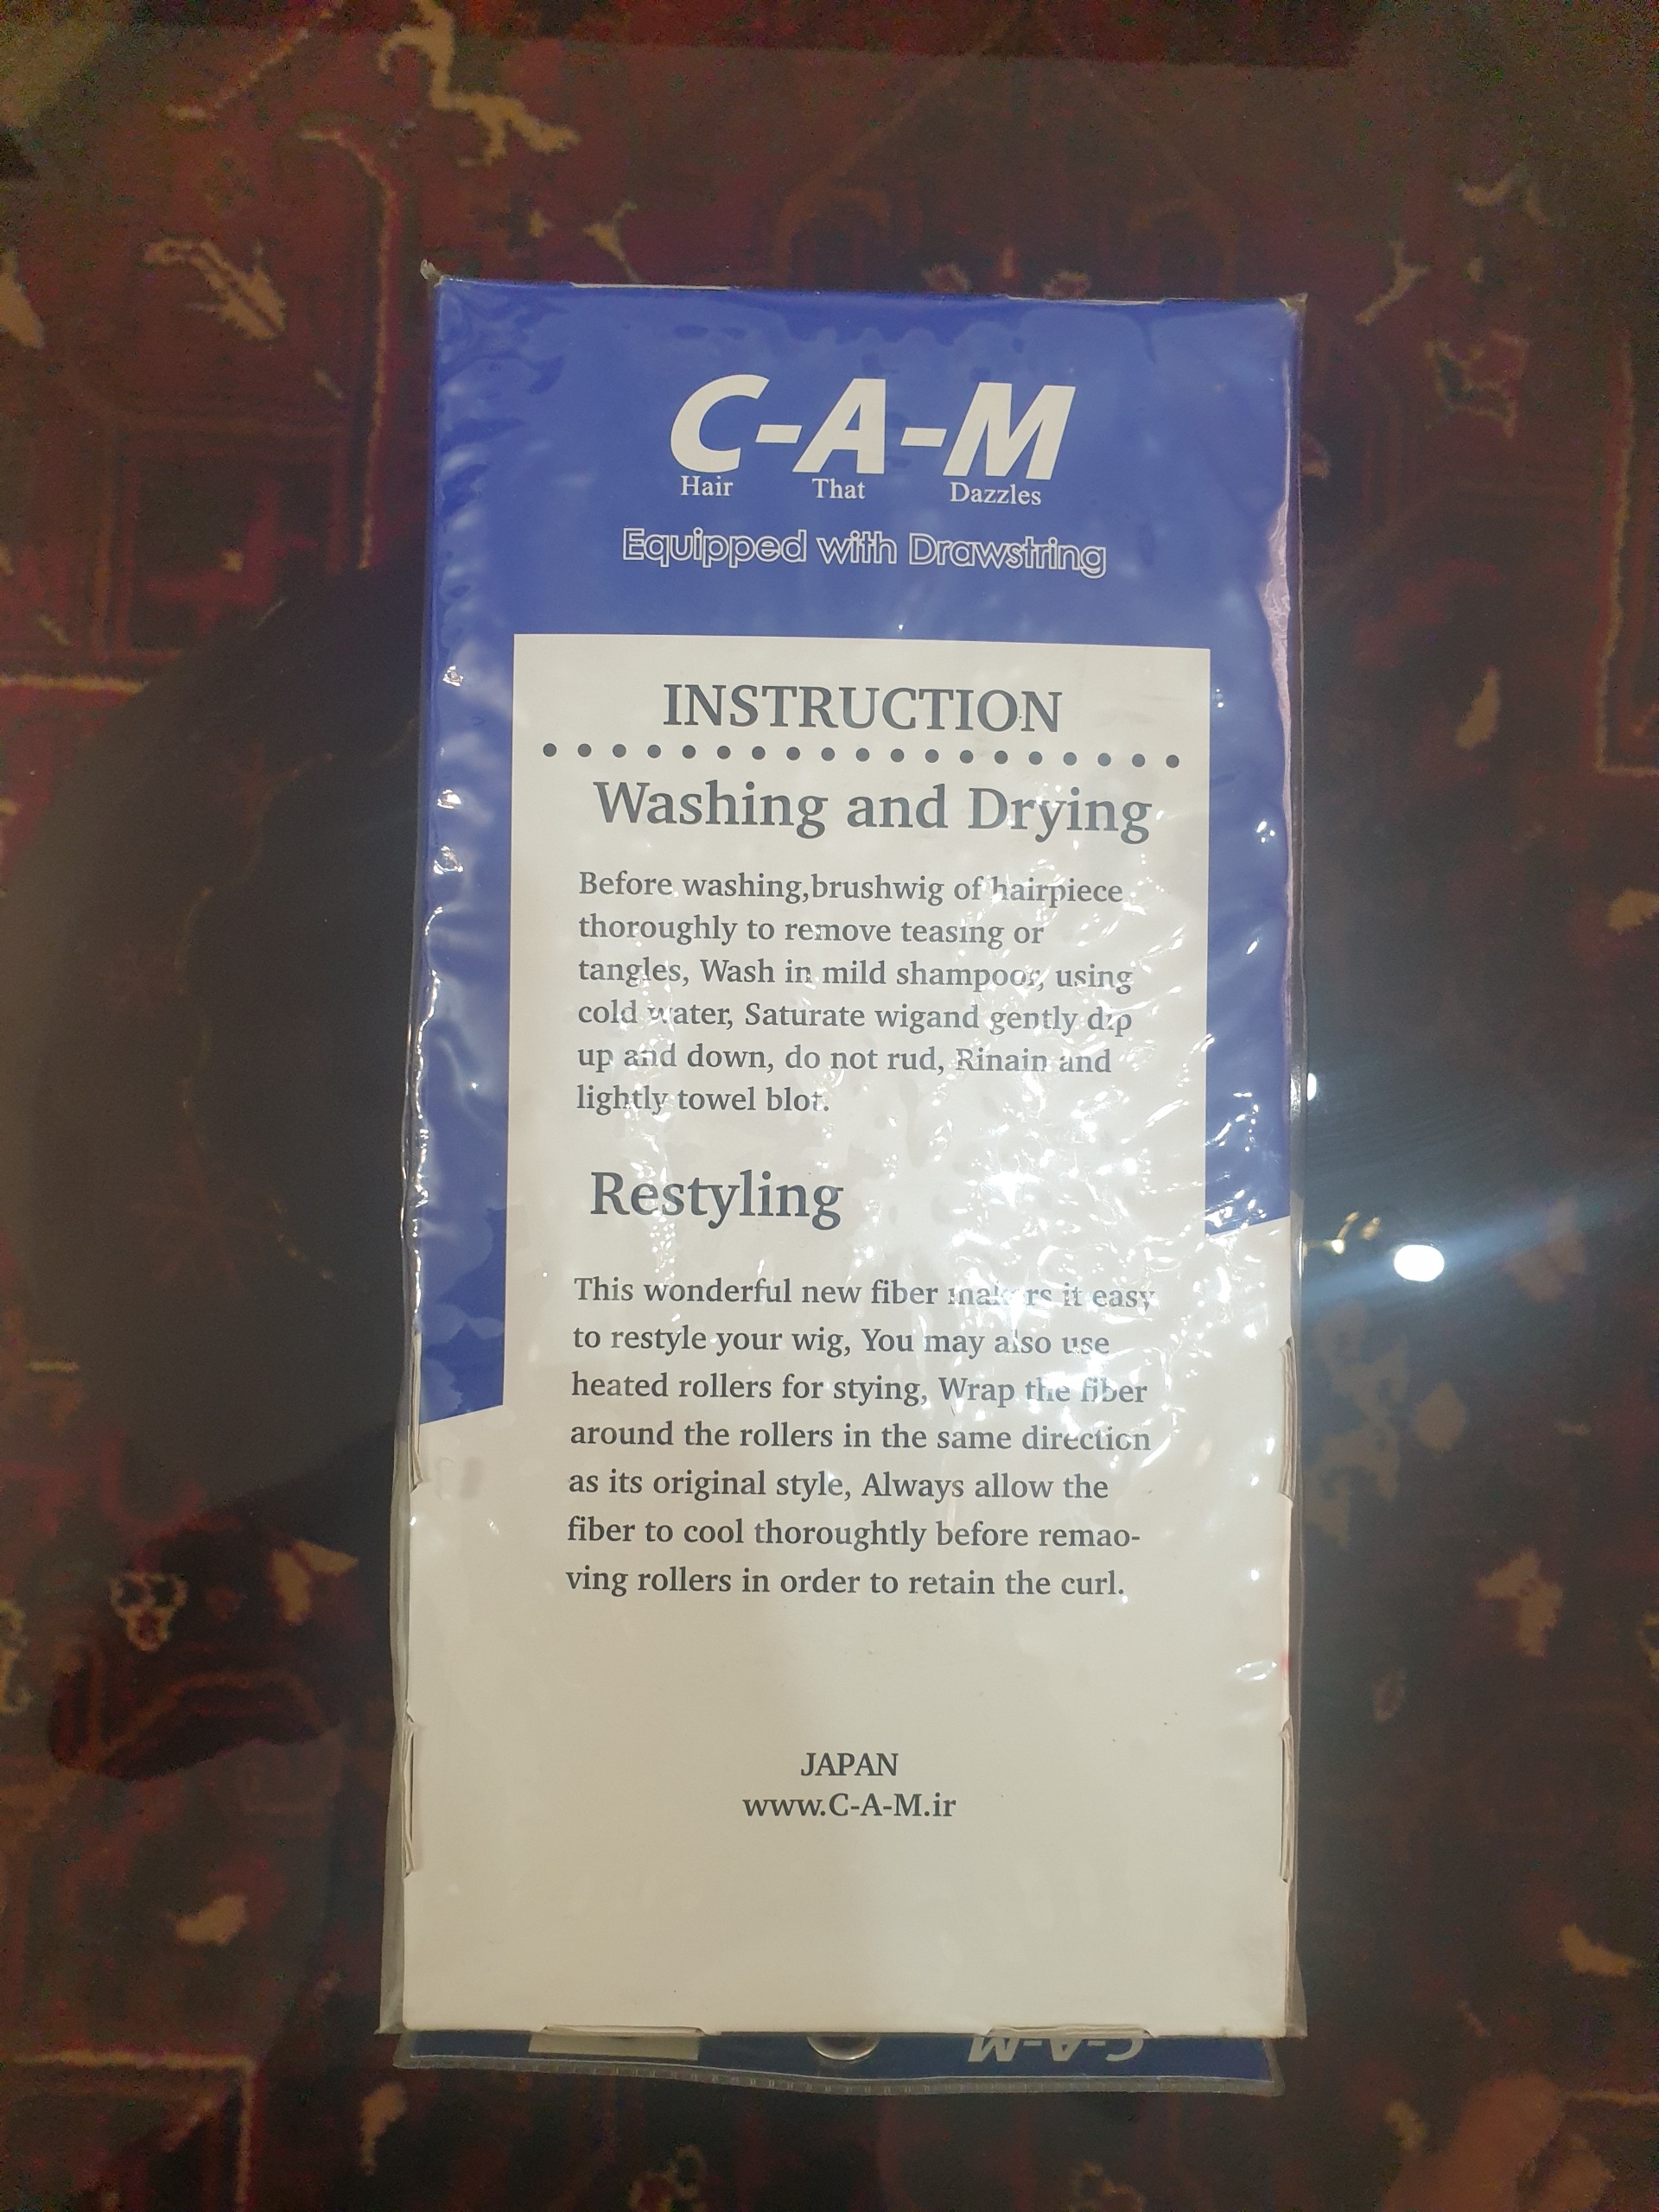 C-A-M
Hair That Dazzles
Equipped with Drawstring
INSTRUCTION
Washing and Drying
Before washing,brushwig of hairpiece
thoroughly to remove teasing or
tangles, Wash in mild shampoor, using
cold water, Saturate wigand gently dip
up and down, do not rud, Rinain and
lightly towel blot.
Restyling
This wonderful new fiber makers it easy
to restyle your wig, You may also use
heated rollers for stying, Wrap the fiber
around the rollers in the same direction
as its original style, Always allow the
fiber to cool thoroughtly before remao-
ving rollers in order to retain the curl.
JAPAN
www.C-A-M.ir
C-A-M